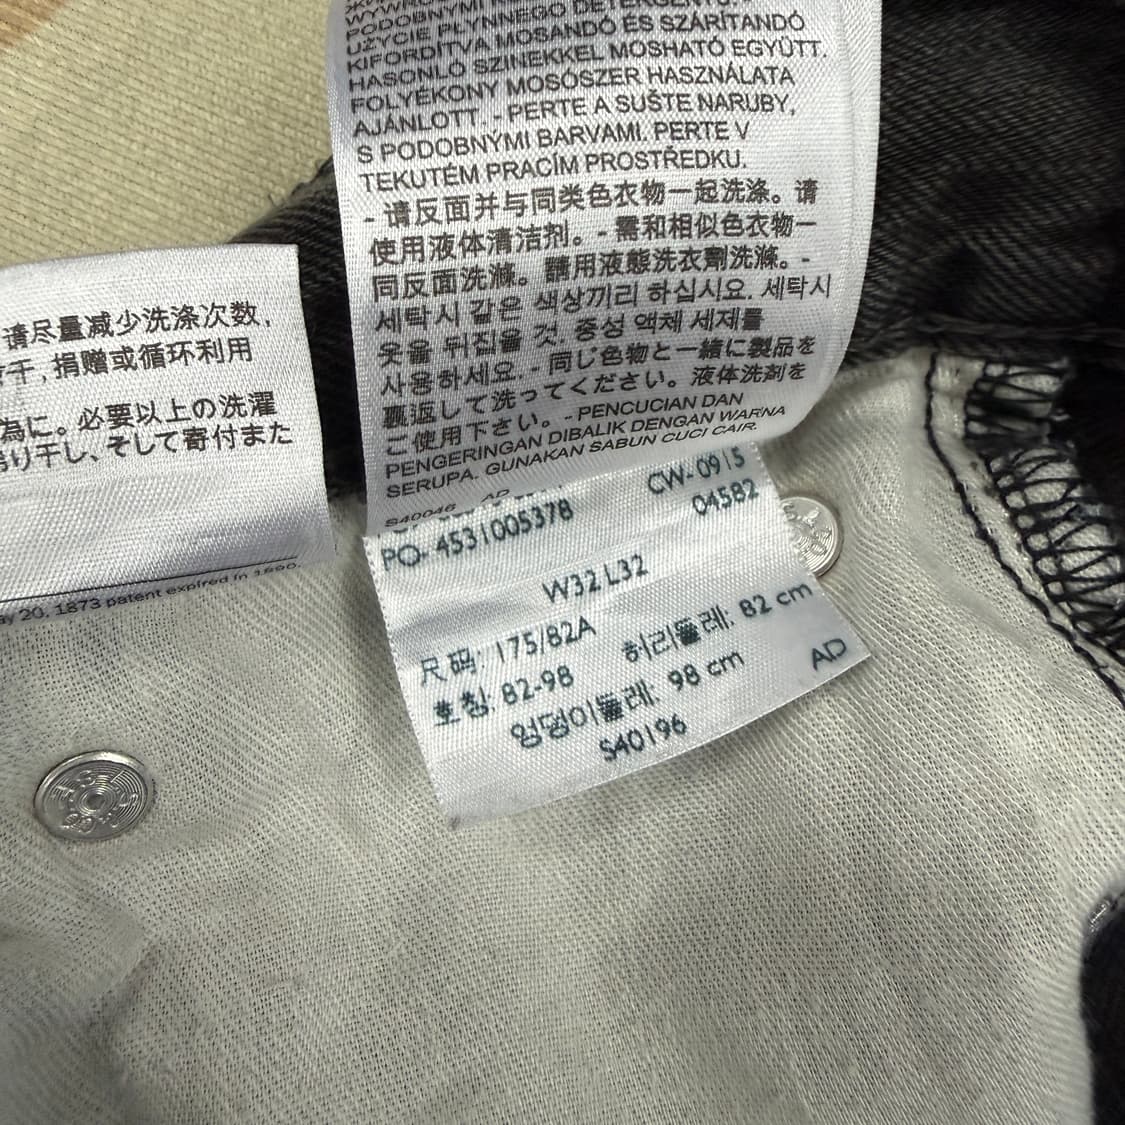 PODOBNYMI
UŻYCIE PŁYNNEGO DETERGENTU.
KIFORDÍTVA MOSANDÓ ÉS SZÁRÍTANDÓ
HASONLÓ SZINEKKEL MOSHATÓ EGYÜTT.
FOLYÉKONY MOSÓSZER HASZNÁLATA
AJÁNLOTT. - PERTE A SUŠTE NARUBY,
S PODOBNÝMI BARVAMI. PERTE V
TEKUTÉM PRACÍM PROSTŘEDKU.
- 请反面并与同类色衣物一起洗涤。请
使用液体清洁剂。- 需和相似色衣物一
同反面洗滌。請用液態洗衣劑洗滌。-
세탁시 같은 색상끼리 하십시요. 세탁시
옷을 뒤집을 것. 중성 액체 세제를
사용하세요. - 同じ色物と一緒に製品を
裏返して洗ってください。液体洗剤を
ご使用下さい。- PENCUCIAN DAN
PENGERINGAN DIBALIK DENGAN WARNA
SERUPA. GUNAKAN SABUN CUCI CAIR.
S40046 AD
请尽量减少洗涤次数,
干, 捐赠或循环利用
為に。必要以上の洗濯
り干し、そして寄付また
20, 1873 patent expired in 1890.
CW-0915
PO- 4531005378 04582
W32 L32
尺码: 175/82A 허리둘레: 82 cm
호칭: 82-98 엉덩이둘레: 98 cm AD
S40196